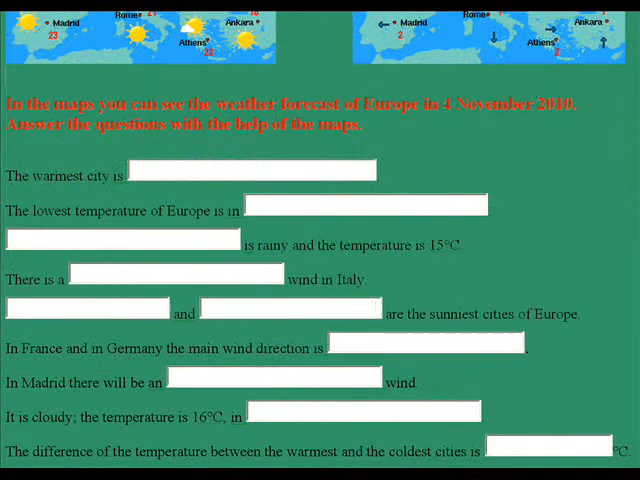 Rome 21
Madrid
23
Ankara
Athens
22
Rome
Madrid
2
Ankara
Athens
2
In the maps you can see the weather forecast of Europe in 4 November 2010.
Answer the questions with the help of the maps.
The warmest city is
The lowest temperature of Europe is in
is rainy and the temperature is 15°C.
There is a wind in Italy.
and are the sunniest cities of Europe.
In France and in Germany the main wind direction is .
In Madrid there will be an wind.
It is cloudy; the temperature is 16°C, in
The difference of the temperature between the warmest and the coldest cities is °C.